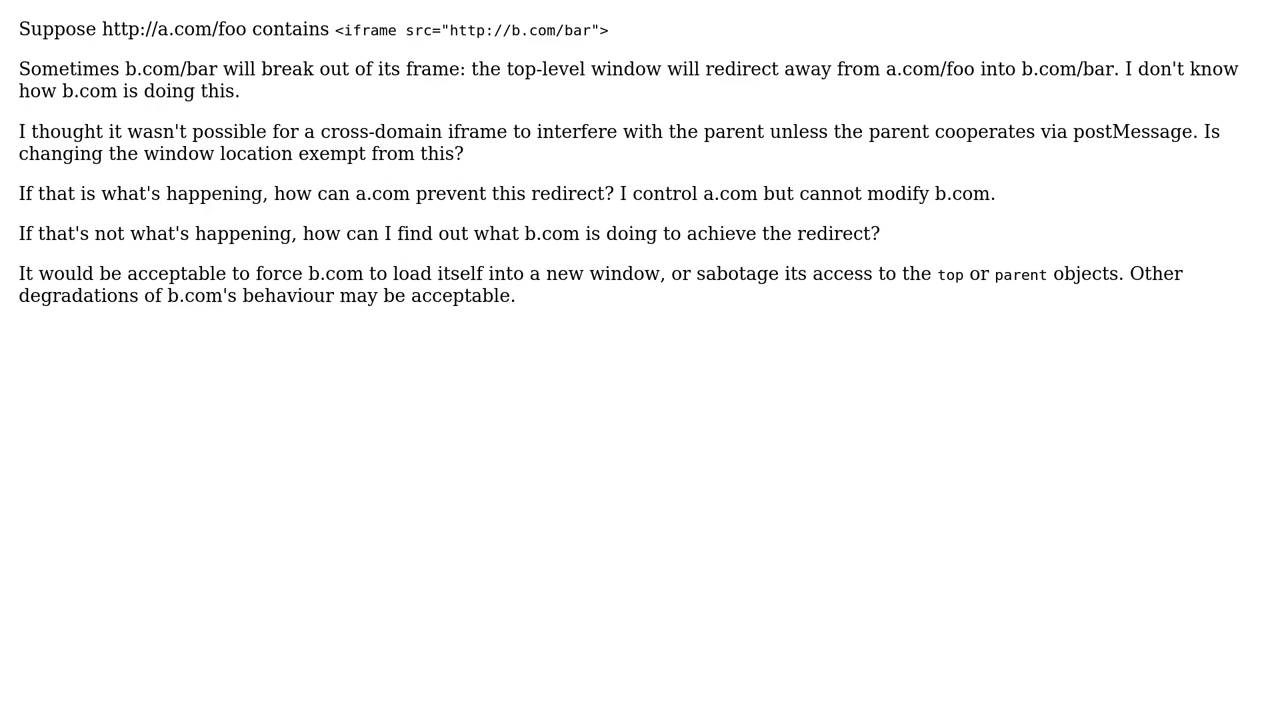 Suppose http://a.com/foo contains <iframe src="http://b.com/bar">
Sometimes b.com/bar will break out of its frame: the top-level window will redirect away from a.com/foo into b.com/bar. I don't know
how b.com is doing this.
I thought it wasn't possible for a cross-domain iframe to interfere with the parent unless the parent cooperates via postMessage. Is
changing the window location exempt from this?
If that is what's happening, how can a.com prevent this redirect? I control a.com but cannot modify b.com.
If that's not what's happening, how can I find out what b.com is doing to achieve the redirect?
It would be acceptable to force b.com to load itself into a new window, or sabotage its access to the top or parent objects. Other
degradations of b.com's behaviour may be acceptable.